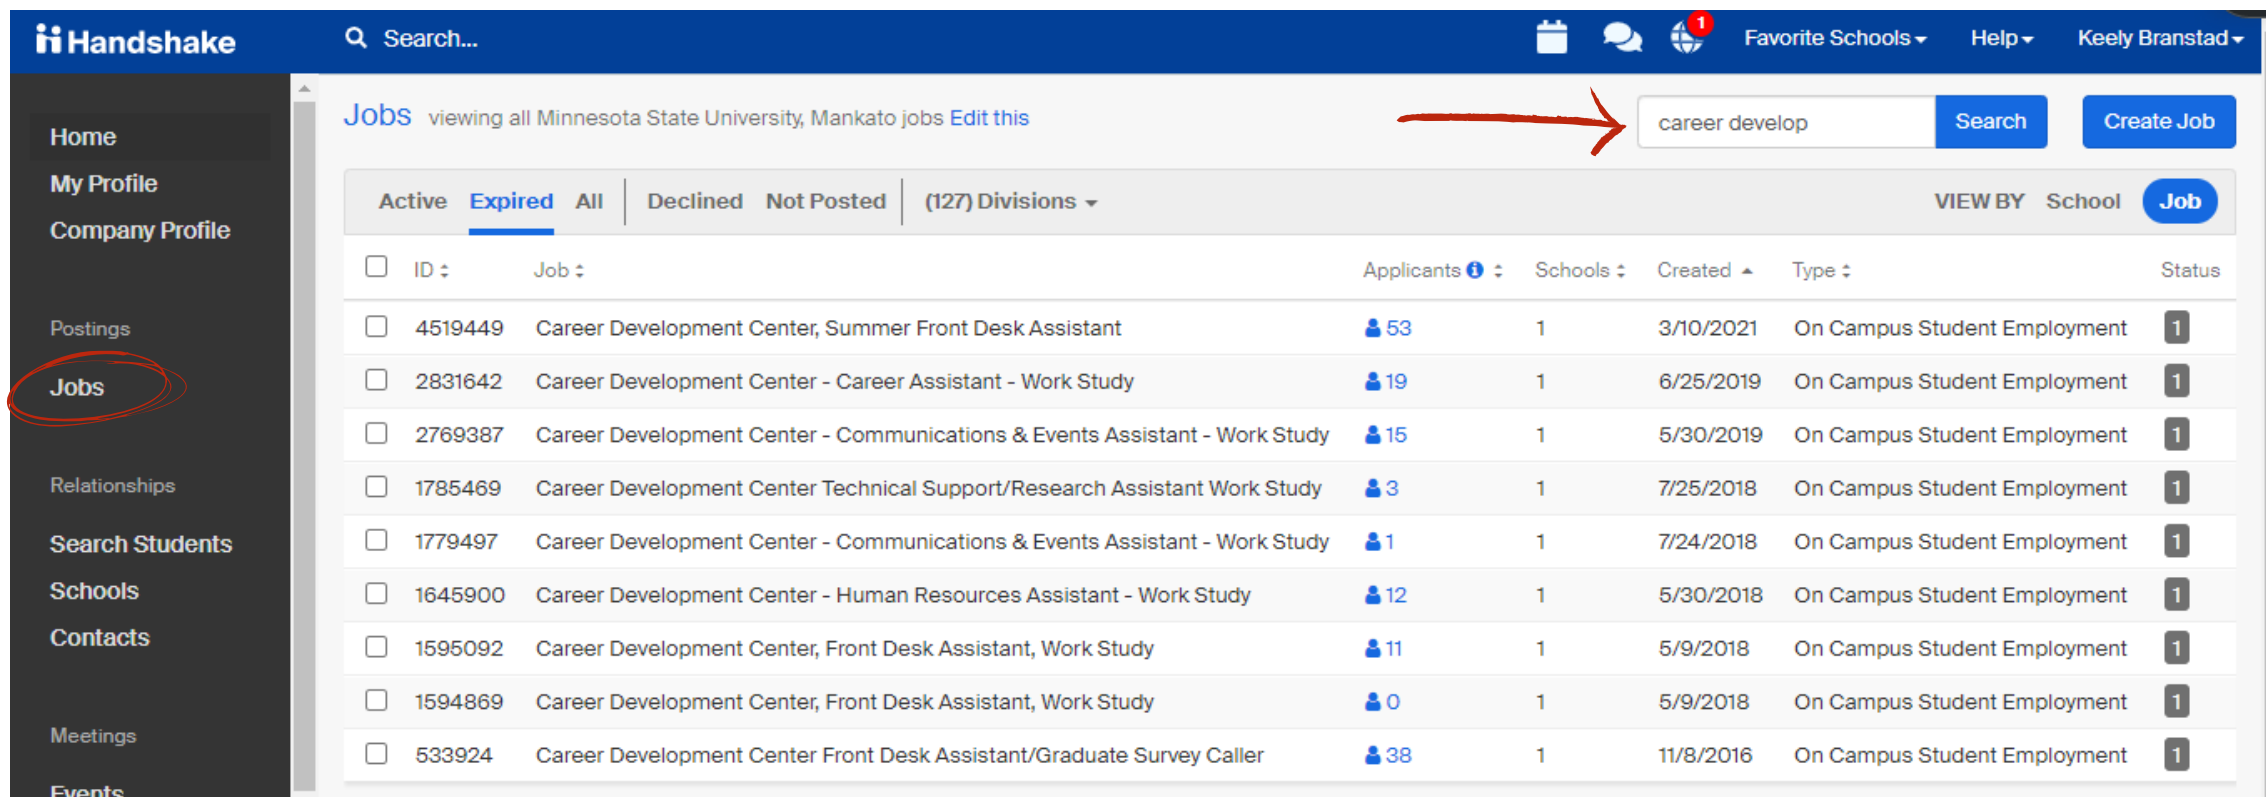 Handshake Search... 1 Favorite Schools Help Keely Branstad
Home
My Profile
Company Profile
Postings
Jobs
Relationships
Search Students
Schools
Contacts
Meetings
Events
Jobs viewing all Minnesota State University, Mankato jobs Edit this career develop Search Create Job
Active Expired All Declined Not Posted (127) Divisions VIEW BY School Job
ID Job Applicants Schools Created Type Status
4519449 Career Development Center, Summer Front Desk Assistant 53 1 3/10/2021 On Campus Student Employment 1
2831642 Career Development Center - Career Assistant - Work Study 19 1 6/25/2019 On Campus Student Employment 1
2769387 Career Development Center - Communications & Events Assistant - Work Study 15 1 5/30/2019 On Campus Student Employment 1
1785469 Career Development Center Technical Support/Research Assistant Work Study 3 1 7/25/2018 On Campus Student Employment 1
1779497 Career Development Center - Communications & Events Assistant - Work Study 1 1 7/24/2018 On Campus Student Employment 1
1645900 Career Development Center - Human Resources Assistant - Work Study 12 1 5/30/2018 On Campus Student Employment 1
1595092 Career Development Center, Front Desk Assistant, Work Study 11 1 5/9/2018 On Campus Student Employment 1
1594869 Career Development Center, Front Desk Assistant, Work Study 0 1 5/9/2018 On Campus Student Employment 1
533924 Career Development Center Front Desk Assistant/Graduate Survey Caller 38 1 11/8/2016 On Campus Student Employment 1